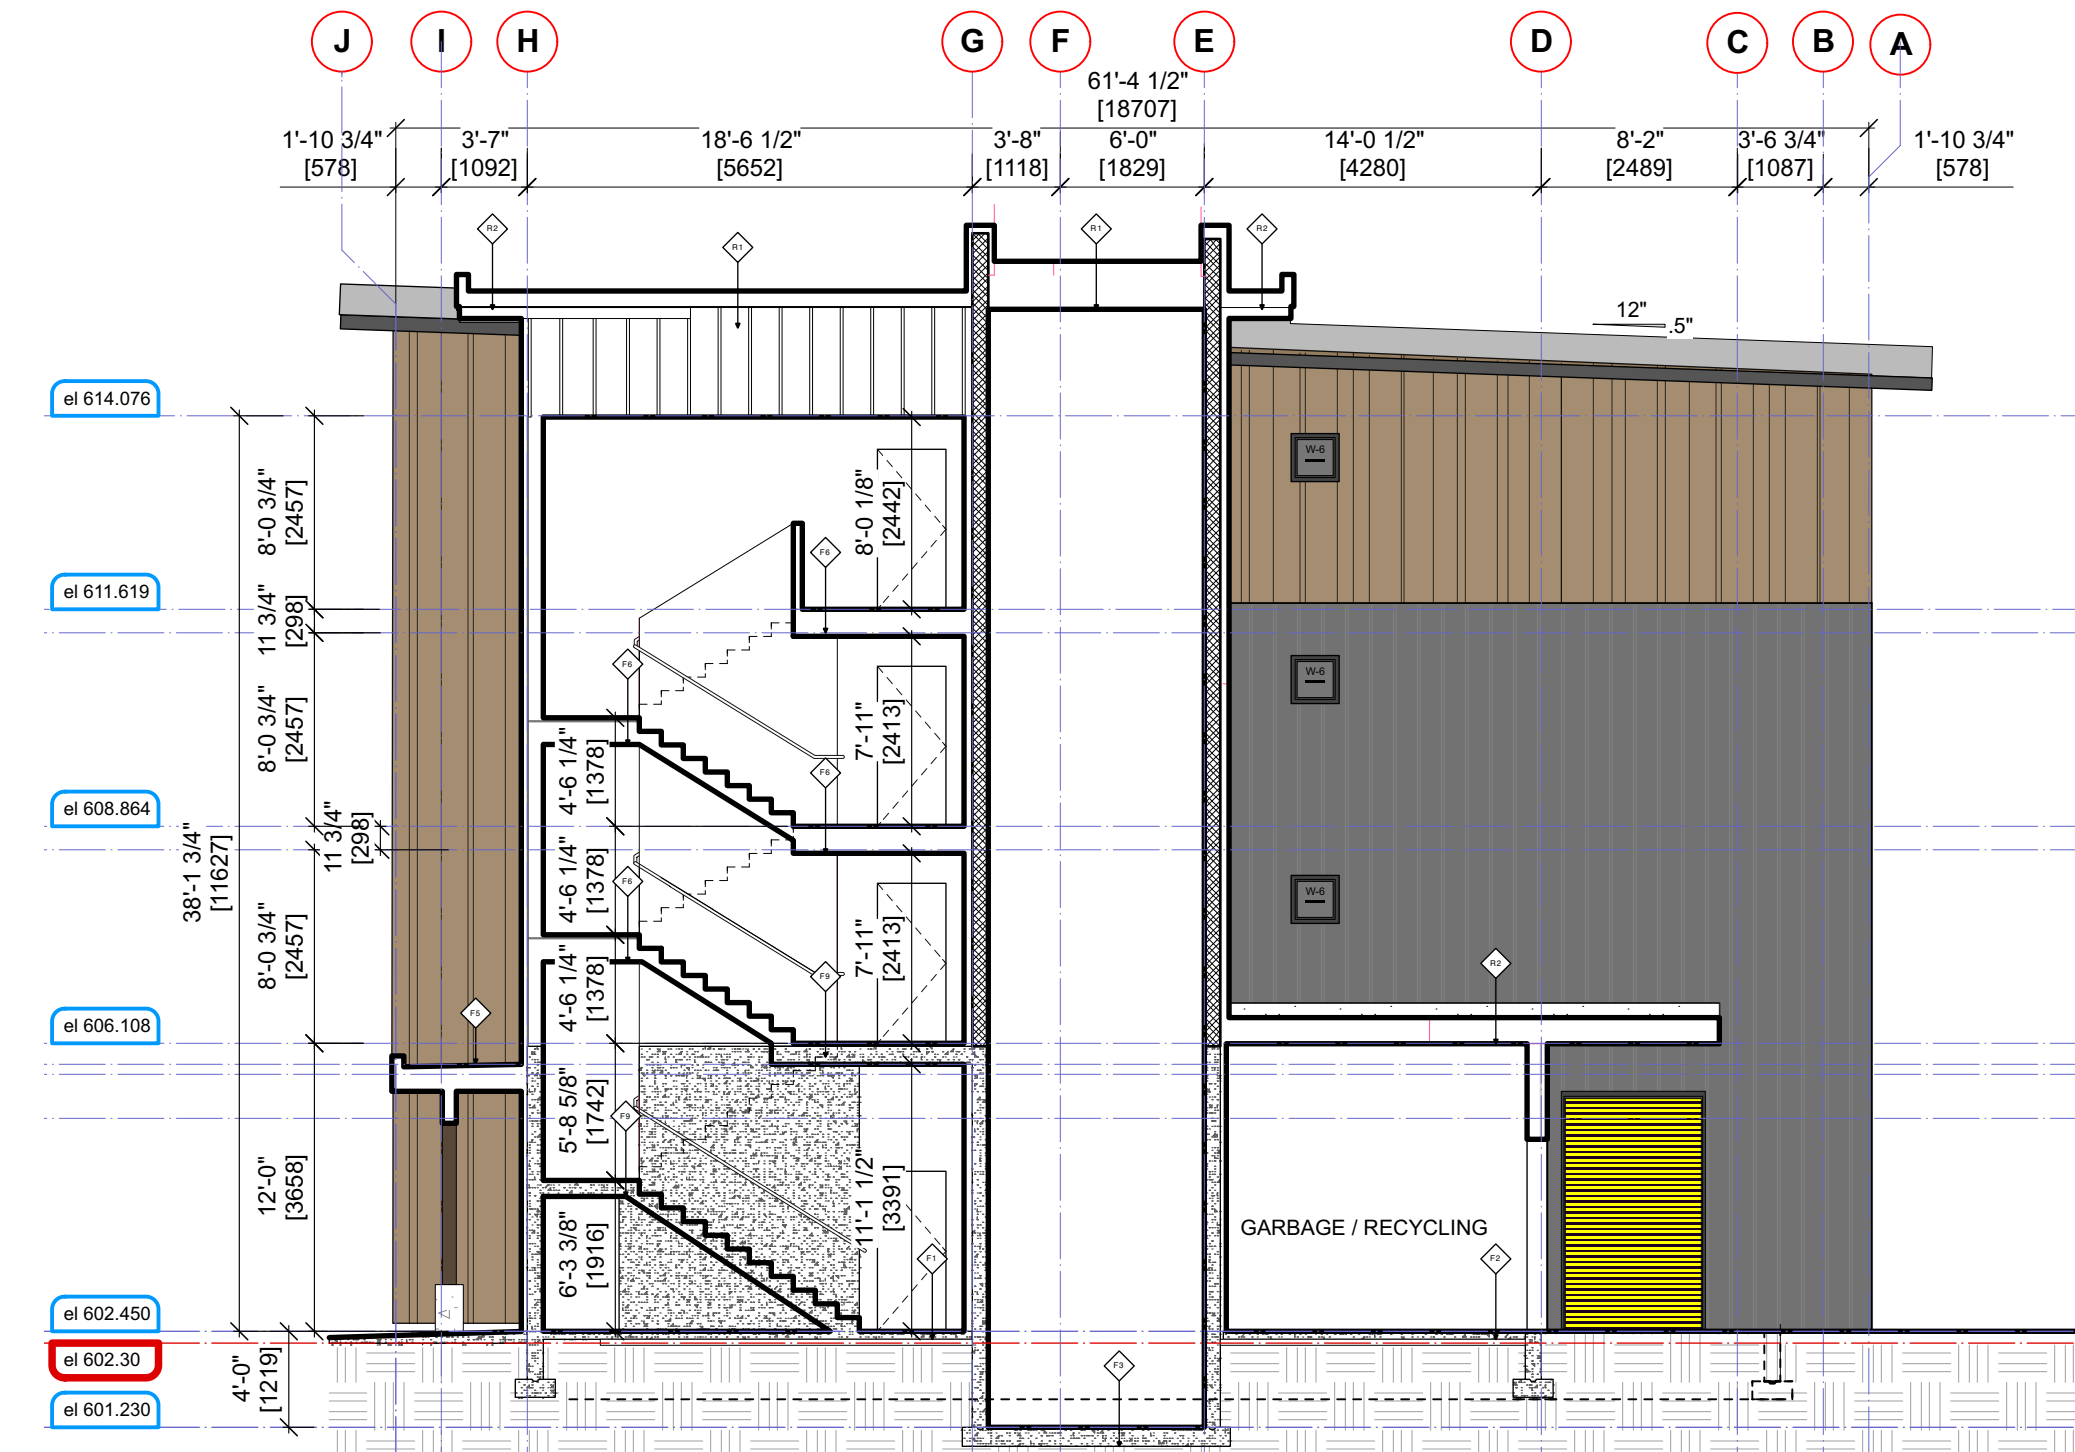 J I H G F E D C B A
61'-4 1/2"
[18707]
1'-10 3/4" 3'-7" 18'-6 1/2" 3'-8" 6'-0" 14'-0 1/2" 8'-2" 3'-6 3/4" 1'-10 3/4"
[578] [1092] [5652] [1118] [1829] [4280] [2489] [1087] [578]
R2 R1 R1 R2
12"
.5"
el 614.076
8'-0 3/4"
[2457]
8'-0 1/8"
[2442]
W-6
F6
el 611.619
11 3/4"
[298]
F6
W-6
8'-0 3/4"
[2457]
7'-11"
[2413]
4'-6 1/4"
[1378]
F6
el 608.864
11 3/4"
[298]
38'-1 3/4"
[11627]
4'-6 1/4"
[1378]
F6
W-6
8'-0 3/4"
[2457]
7'-11"
[2413]
4'-6 1/4"
[1378]
F9
R2
F5
el 606.108
5'-8 5/8"
[1742]
F9
12'-0"
[3658]
11'-1 1/2"
[3391]
6'-3 3/8"
[1916]
F1
GARBAGE / RECYCLING
F2
el 602.450
el 602.30
4'-0"
[1219]
F3
el 601.230